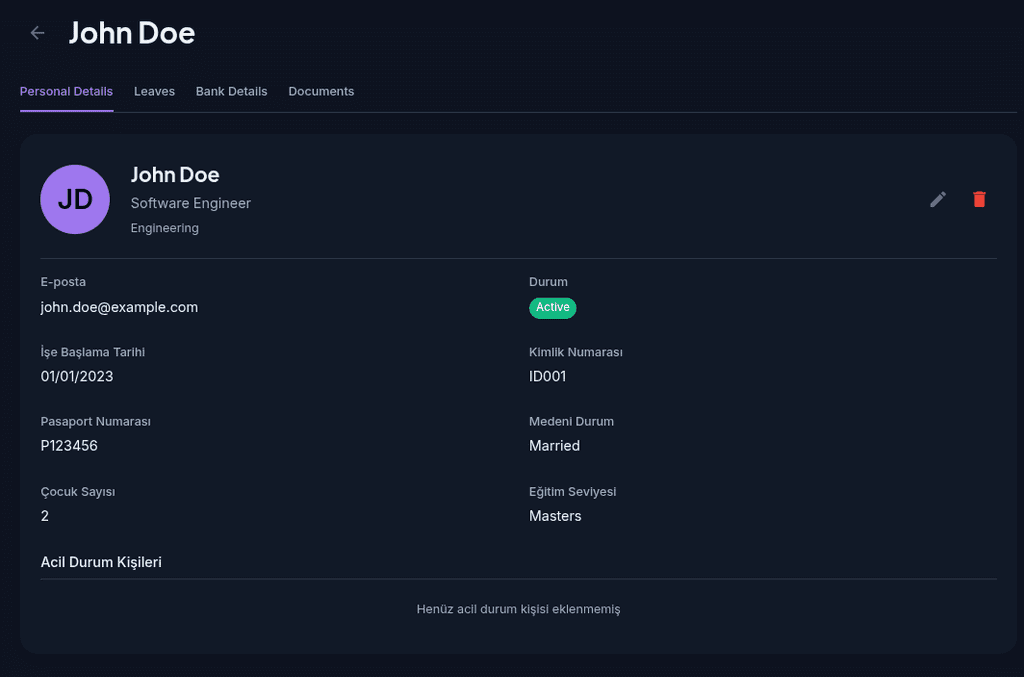 John Doe
Personal Details Leaves Bank Details Documents
JD
John Doe
Software Engineer
Engineering
E-posta
john.doe@example.com
Durum
Active
İşe Başlama Tarihi
01/01/2023
Kimlik Numarası
ID001
Pasaport Numarası
P123456
Medeni Durum
Married
Çocuk Sayısı
2
Eğitim Seviyesi
Masters
Acil Durum Kişileri
Henüz acil durum kişisi eklenmemiş